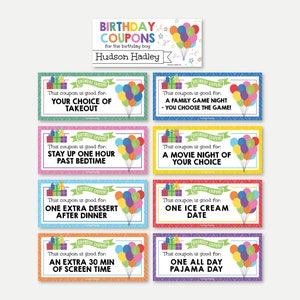 BIRTHDAY
COUPONS
for the birthday boy
Hudson Hadley
This coupon is good for:
YOUR CHOICE OF
TAKEOUT
This coupon is good for:
A FAMILY GAME NIGHT
- YOU CHOOSE THE GAME!
This coupon is good for:
STAY UP ONE HOUR
PAST BEDTIME
This coupon is good for:
A MOVIE NIGHT OF
YOUR CHOICE
This coupon is good for:
ONE EXTRA DESSERT
AFTER DINNER
This coupon is good for:
ONE ICE CREAM
DATE
This coupon is good for:
AN EXTRA 30 MIN
OF SCREEN TIME
This coupon is good for:
ONE ALL DAY
PAJAMA DAY